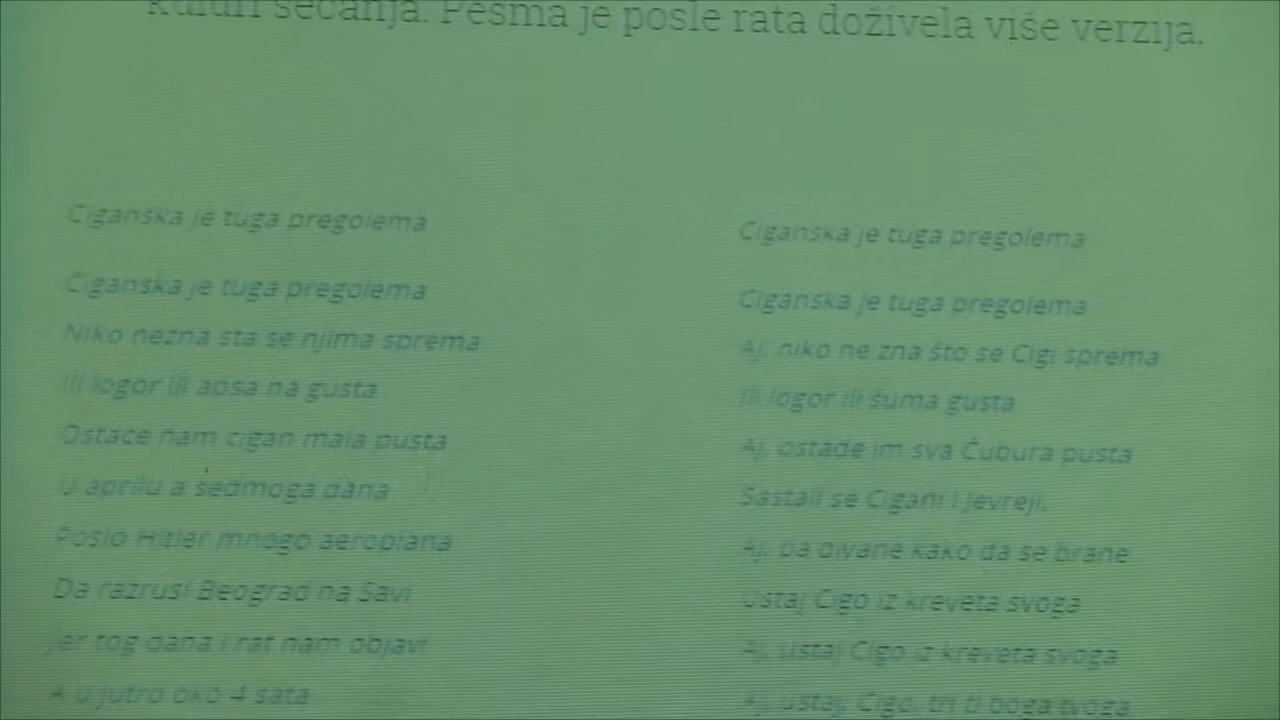 kulturi sećanja. Pesma je posle rata doživela više verzija.
Ciganska je tuga pregolema
Ciganska je tuga pregolema
Niko nezna sta se njima sprema
Ili logor ili apsa na gusta
Ostace nam cigan mala pusta
U aprilu a sedmoga dana
Poslo Hitler mnogo aeroplana
Da razrusi Beograd na Savi
Jer tog dana i rat nam objavi
A u jutro oko 4 sata
Ciganska je tuga pregolema
Ciganska je tuga pregolema
Aj, niko ne zna što se Cigi sprema
Ili logor ili šuma gusta
Aj, ostade im sva Čubura pusta
Sastali se Cigani i Jevreji,
Aj, pa divane kako da se brane
Ustaj Cigo iz kreveta svoga
Aj, ustaj Cigo iz kreveta svoga
Aj, ustaj, Cigo, tri ti boga tvoga